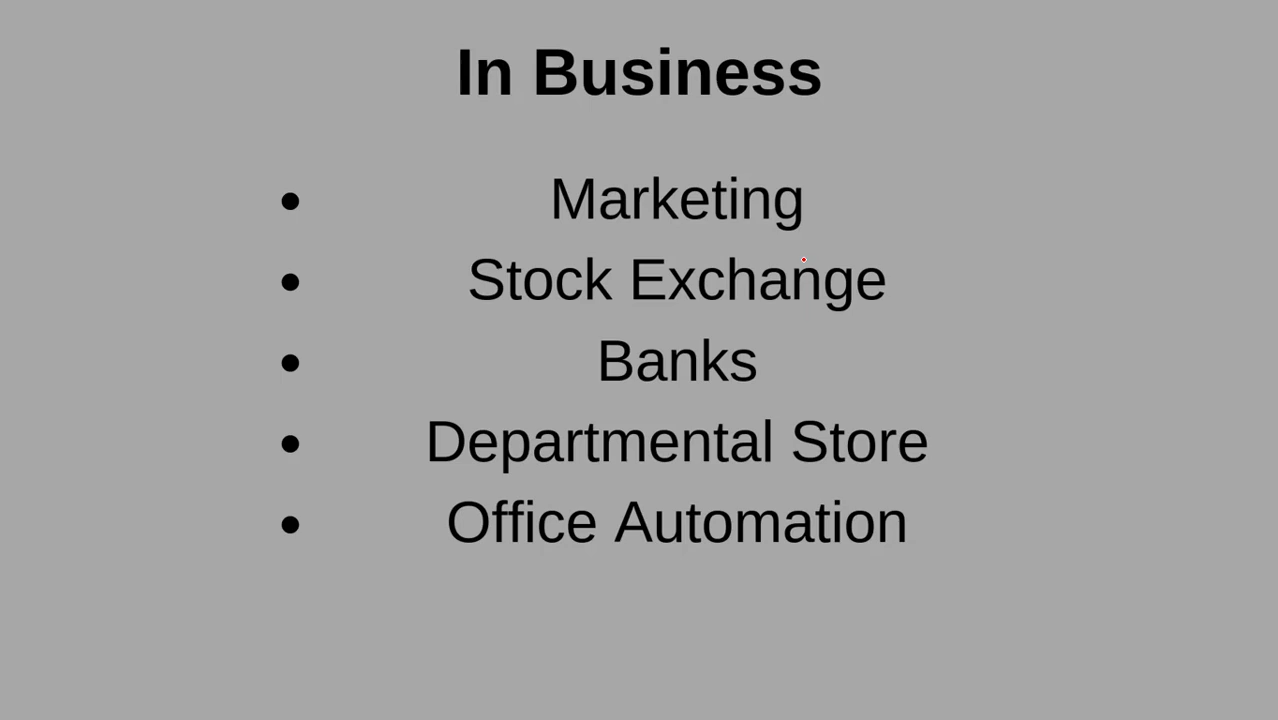 In Business
• Marketing
• Stock Exchange
• Banks
• Departmental Store
• Office Automation